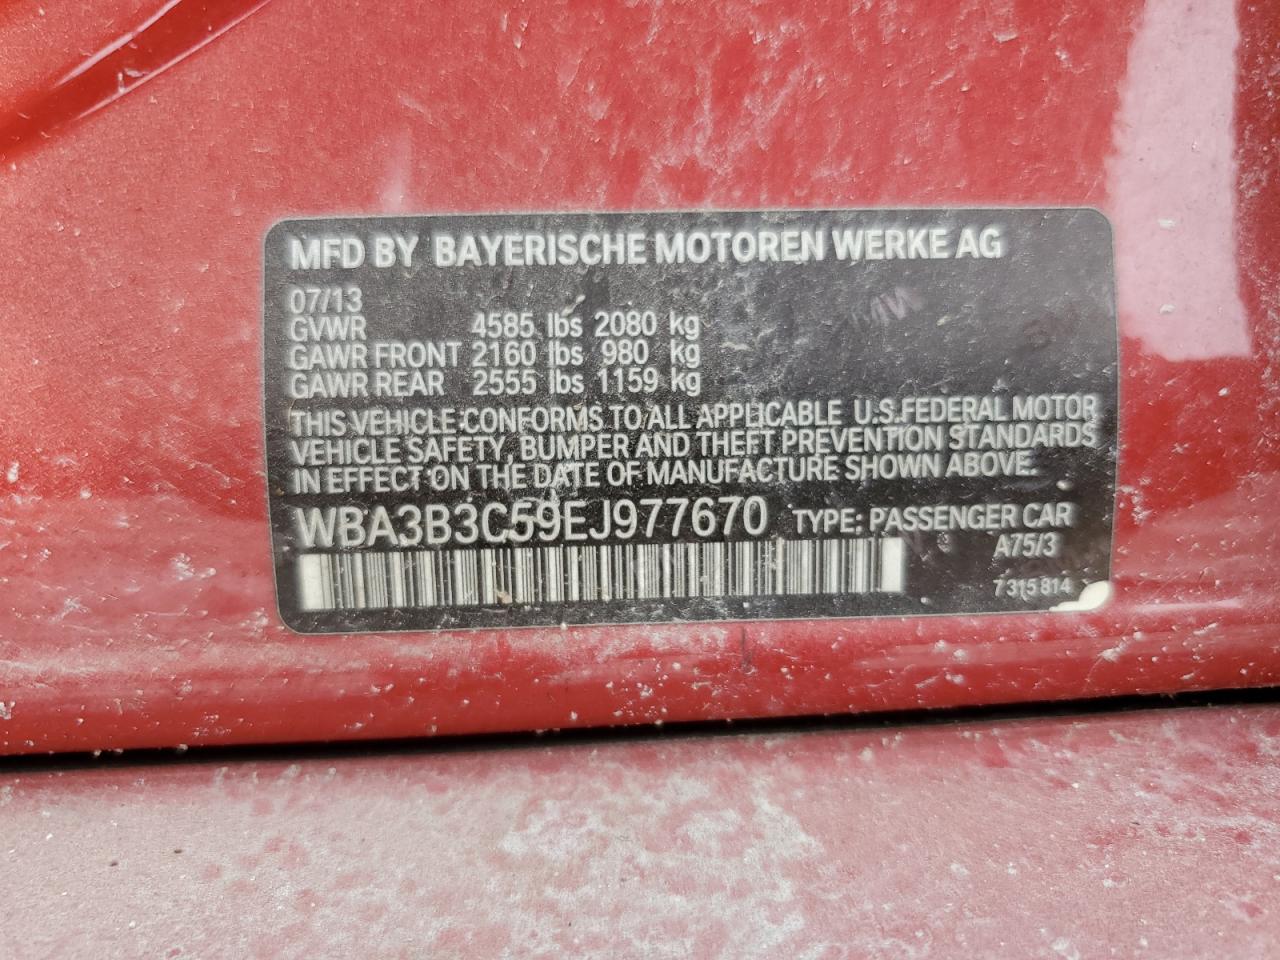 MFD BY BAYERISCHE MOTOREN WERKE AG
07/13
GVWR 4585 lbs 2080 kg
GAWR FRONT 2160 lbs 980 kg
GAWR REAR 2555 lbs 1159 kg
THIS VEHICLE CONFORMS TO ALL APPLICABLE U.S.FEDERAL MOTOR
VEHICLE SAFETY, BUMPER AND THEFT PREVENTION STANDARDS
IN EFFECT ON THE DATE OF MANUFACTURE SHOWN ABOVE.
WBA3B3C59EJ977670 TYPE: PASSENGER CAR
A75/3
7 315 814